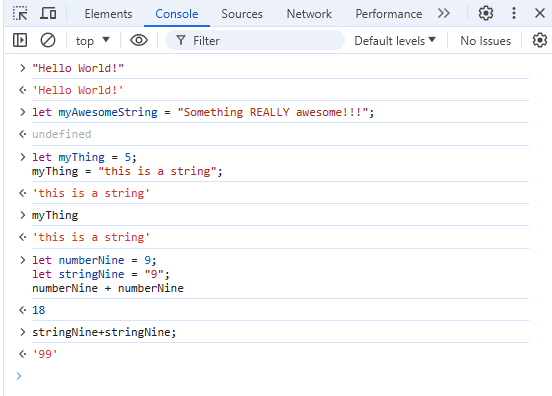 Elements Console Sources Network Performance
top Filter Default levels No Issues
> "Hello World!"
<· 'Hello World!'
> let myAwesomeString = "Something REALLY awesome!!!";
<· undefined
> let myThing = 5;
myThing = "this is a string";
<· 'this is a string'
> myThing
<· 'this is a string'
> let numberNine = 9;
let stringNine = "9";
numberNine + numberNine
<· 18
> stringNine+stringNine;
<· '99'
>